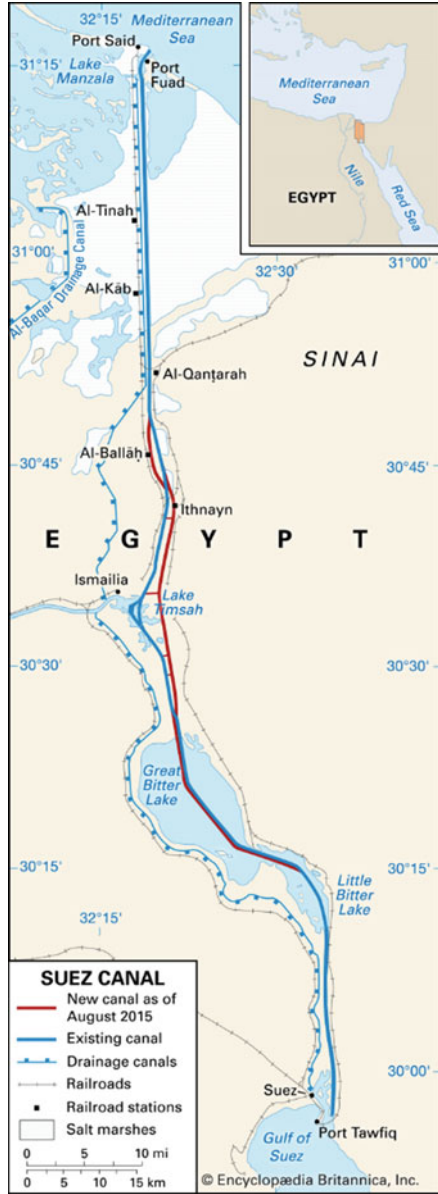 32°15'
Mediterranean
Sea
Port Said
31°15'
Lake
Manzala
Port
Fuad
Mediterranean
Sea
EGYPT
Nile
Red Sea
Al-Tinah
31°00'
32°30'
31°00'
Al-Baqar Drainage Canal
Al-Kāb
SINAI
Al-Qanṭarah
Al-Ballāḥ
30°45'
30°45'
Ithnayn
EGYPT
Ismailia
Lake
Timsah
30°30'
30°30'
Great
Bitter
Lake
30°15'
30°15'
Little
Bitter
Lake
32°15'
SUEZ CANAL
New canal as of
August 2015
Existing canal
Drainage canals
Railroads
Railroad stations
Salt marshes
0 5 10 mi
0 5 10 15 km
30°00'
Suez
Gulf of
Suez
Port Tawfiq
© Encyclopædia Britannica, Inc.